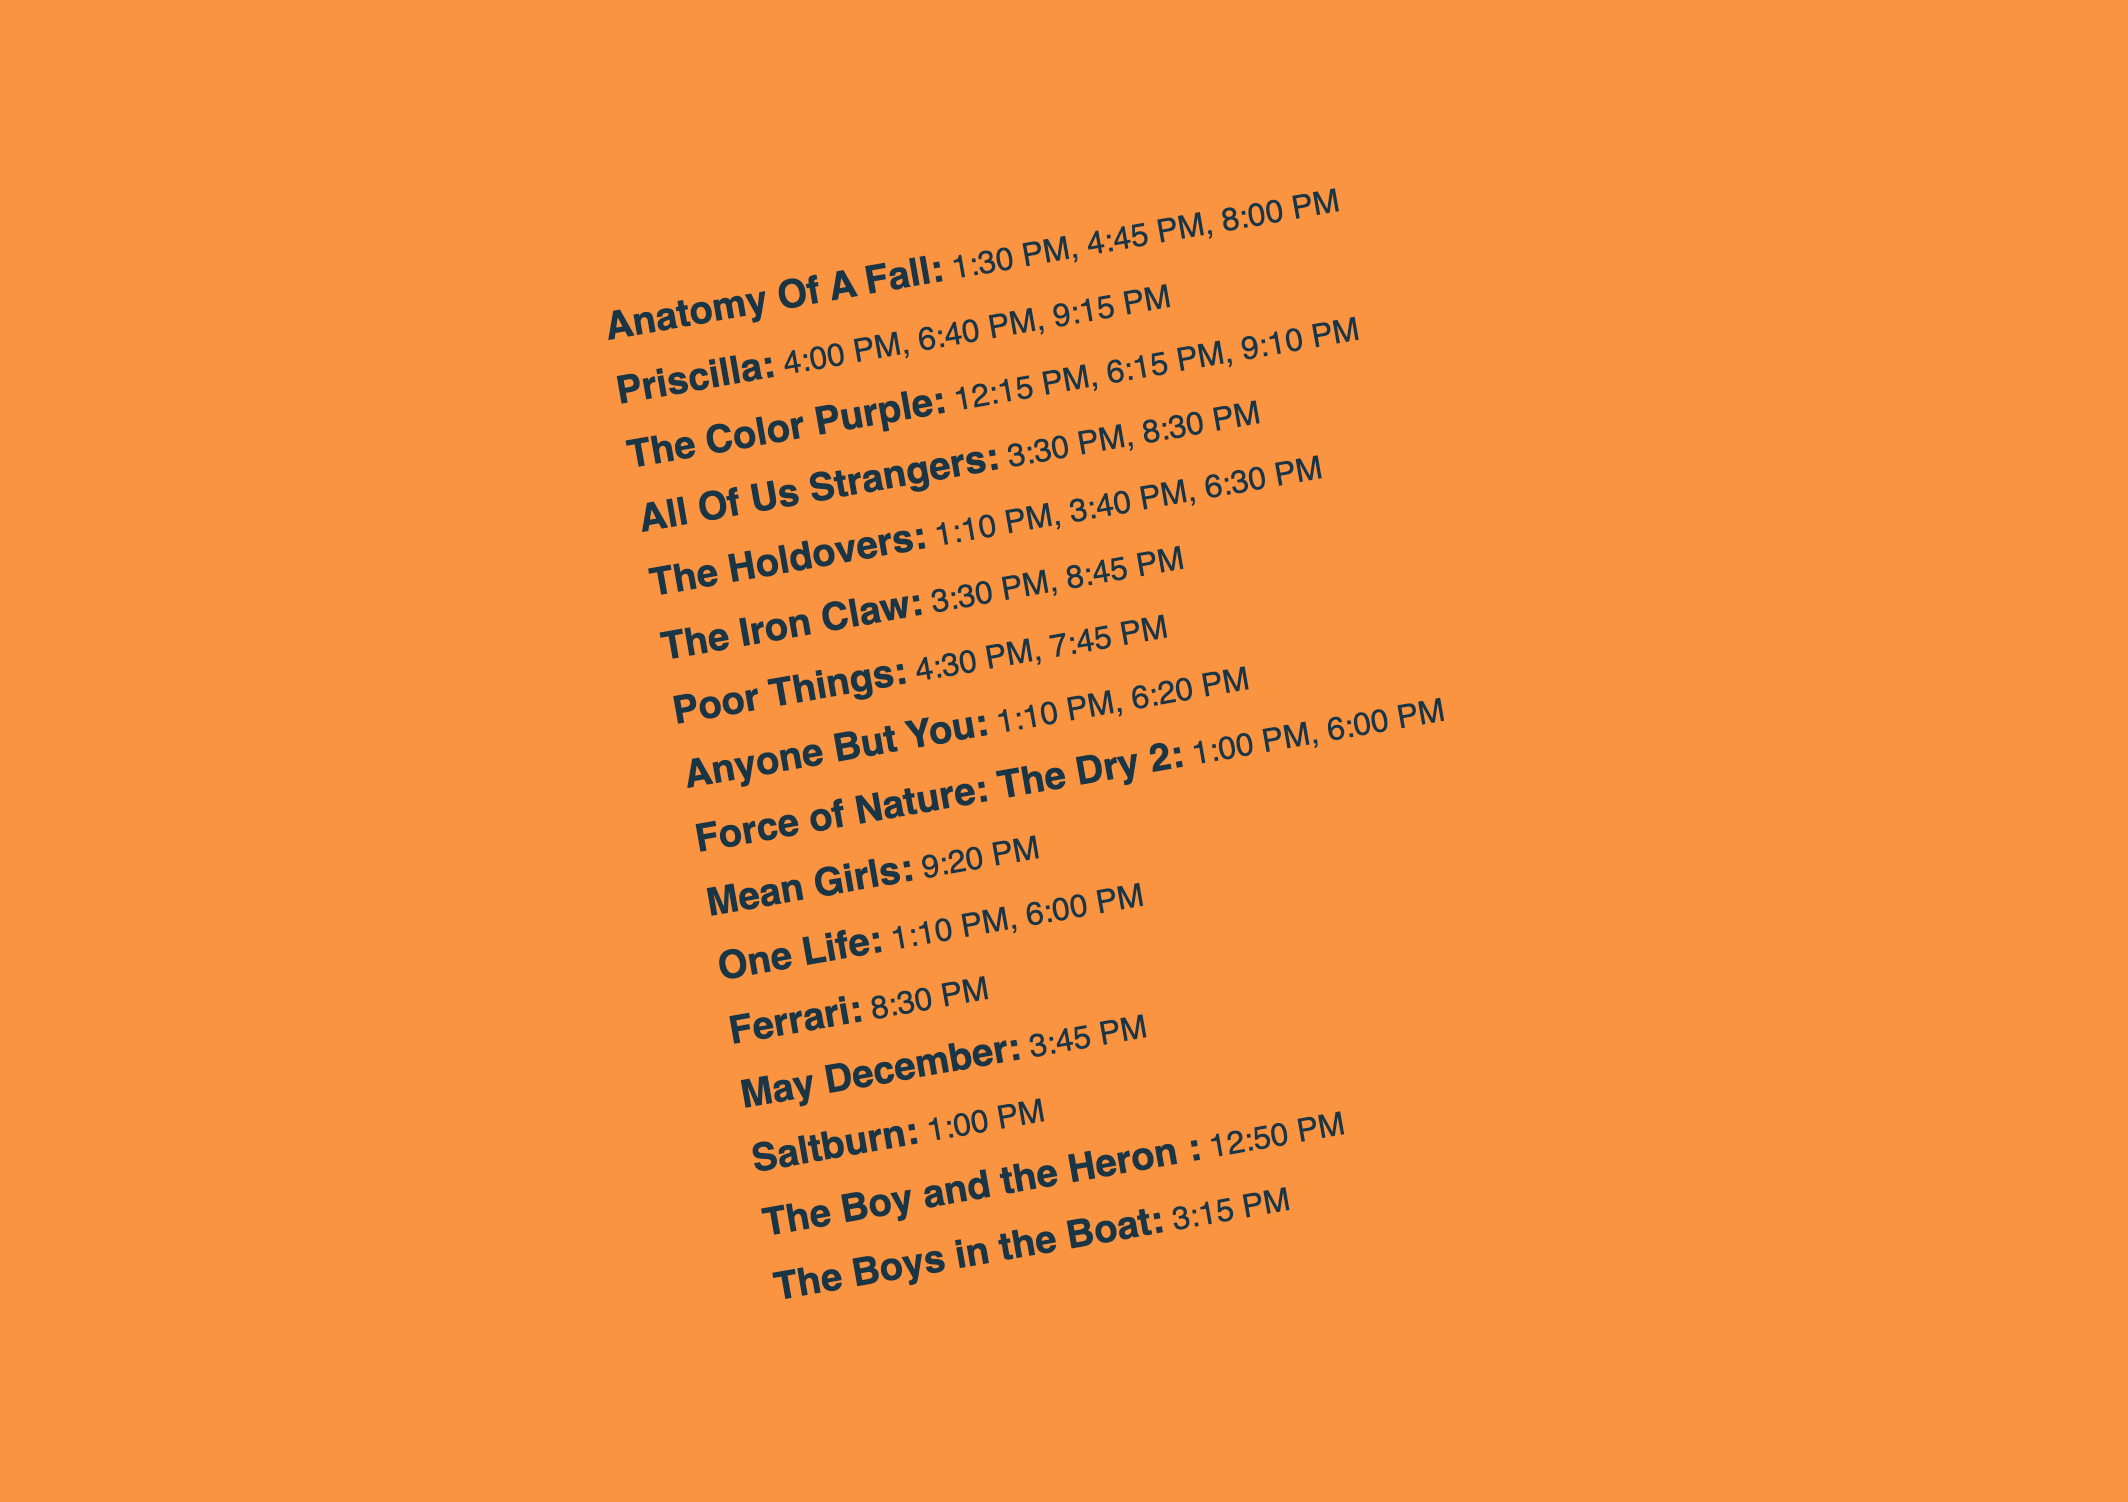 Anatomy Of A Fall: 1:30 PM, 4:45 PM, 8:00 PM
Priscilla: 4:00 PM, 6:40 PM, 9:15 PM
The Color Purple: 12:15 PM, 6:15 PM, 9:10 PM
All Of Us Strangers: 3:30 PM, 8:30 PM
The Holdovers: 1:10 PM, 3:40 PM, 6:30 PM
The Iron Claw: 3:30 PM, 8:45 PM
Poor Things: 4:30 PM, 7:45 PM
Anyone But You: 1:10 PM, 6:20 PM
Force of Nature: The Dry 2: 1:00 PM, 6:00 PM
Mean Girls: 9:20 PM
One Life: 1:10 PM, 6:00 PM
Ferrari: 8:30 PM
May December: 3:45 PM
Saltburn: 1:00 PM
The Boy and the Heron : 12:50 PM
The Boys in the Boat: 3:15 PM